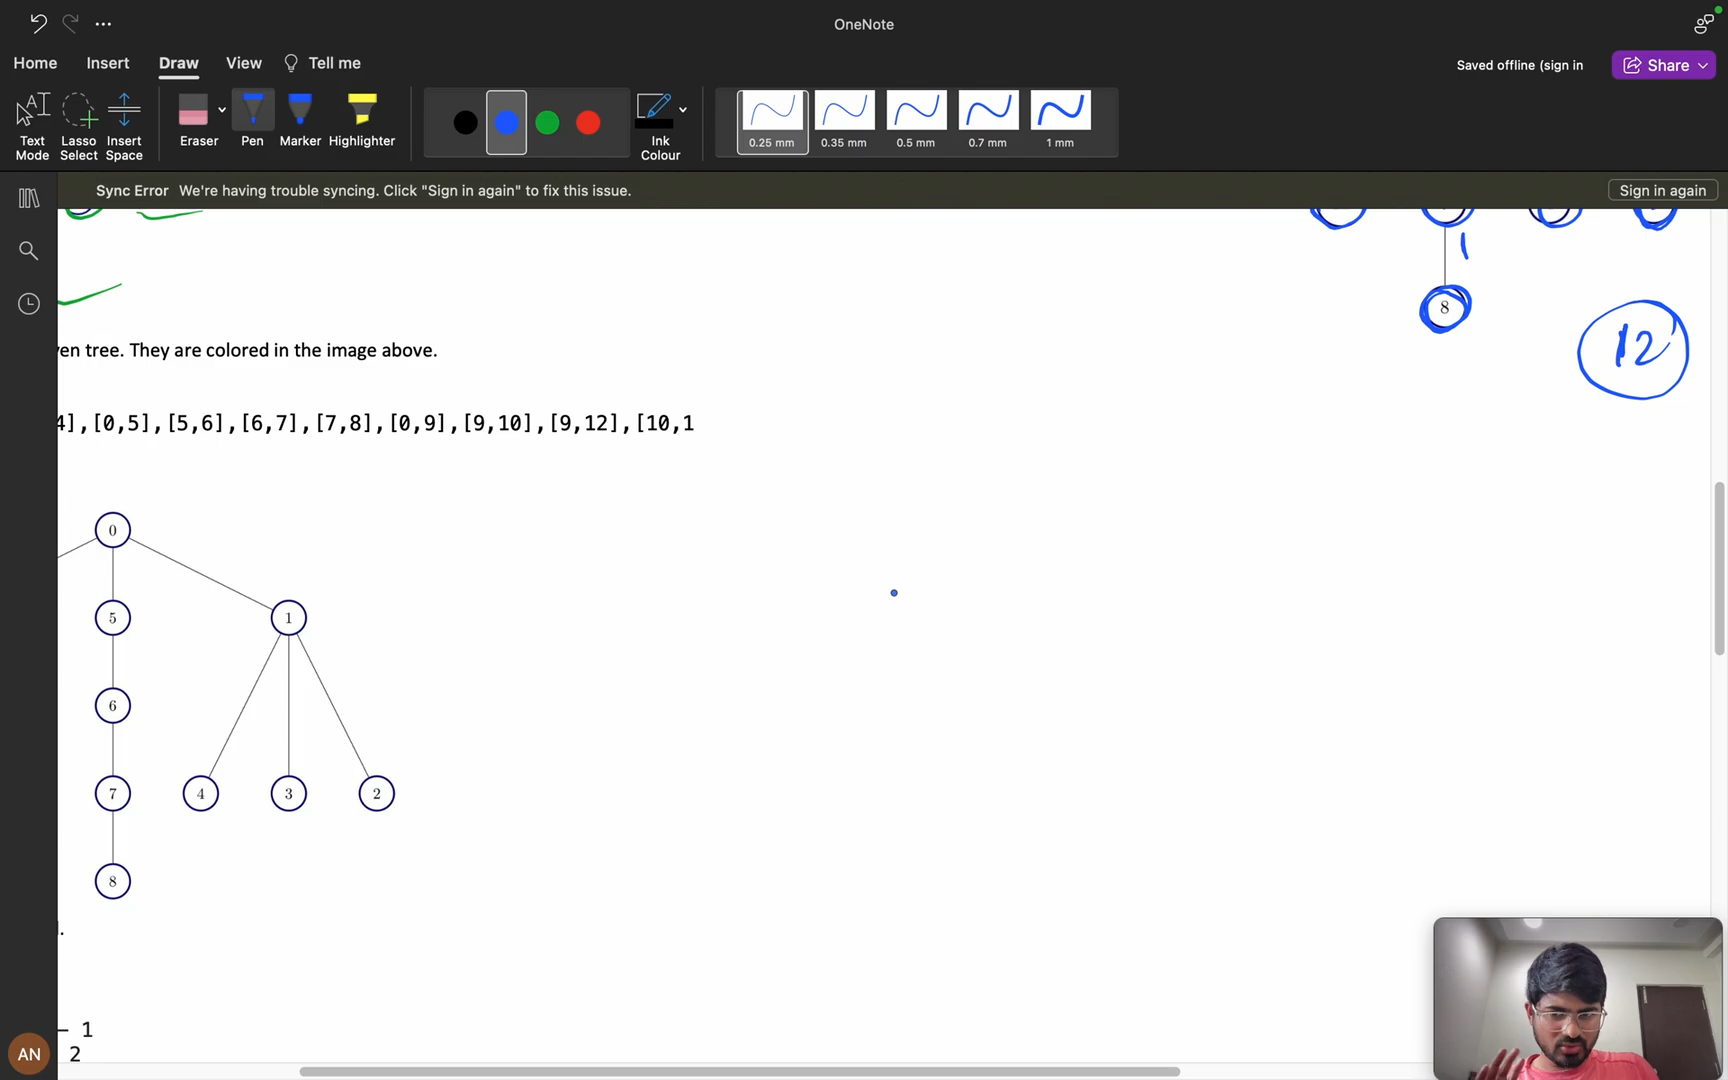 OneNote
Home Insert Draw View Tell me
Saved offline (sign in
Share
Text Mode
Lasso Select
Insert Space
Eraser
Pen
Marker
Highlighter
Ink Colour
0.25 mm
0.35 mm
0.5 mm
0.7 mm
1 mm
Sync Error We're having trouble syncing. Click "Sign in again" to fix this issue.
Sign in again
1
8
12
en tree. They are colored in the image above.
4],[0,5],[5,6],[6,7],[7,8],[0,9],[9,10],[9,12],[10,1
0
5
1
6
7
4
3
2
8
.
– 1
2
AN